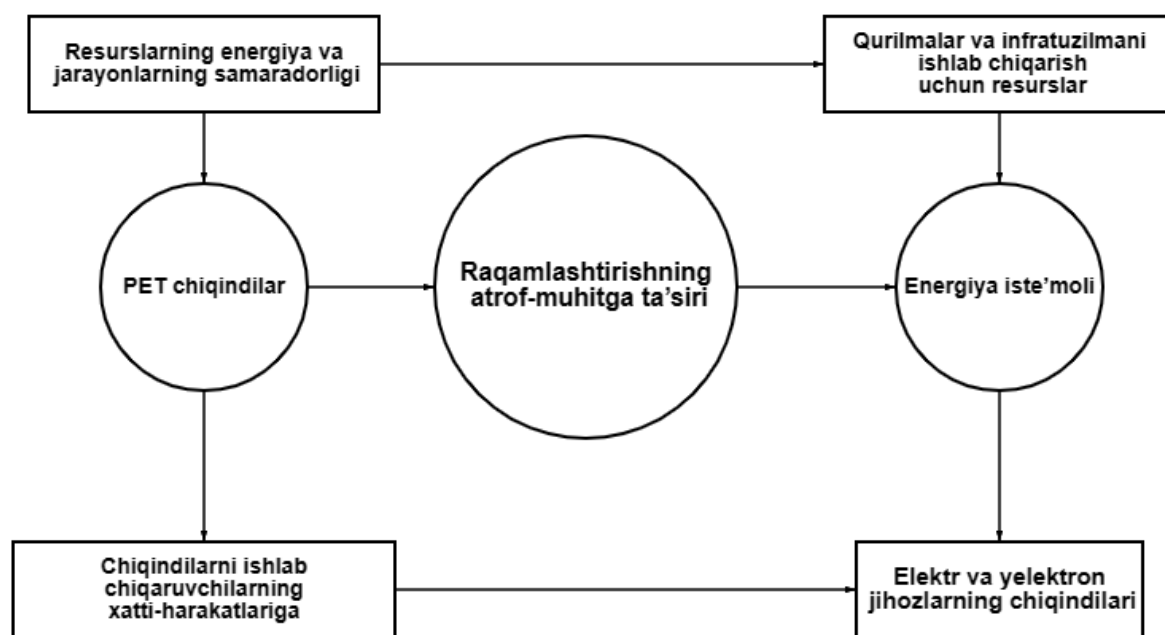 Resurslarning energiya va
jarayonlarning samaradorligi
Qurilmalar va infratuzilmani
ishlab chiqarish
uchun resurslar
PET chiqindilar
Raqamlashtirishning
atrof-muhitga ta’siri
Energiya iste’moli
Chiqindilarni ishlab
chiqaruvchilarning
xatti-harakatlariga
Elektr va yelektron
jihozlarning chiqindilari